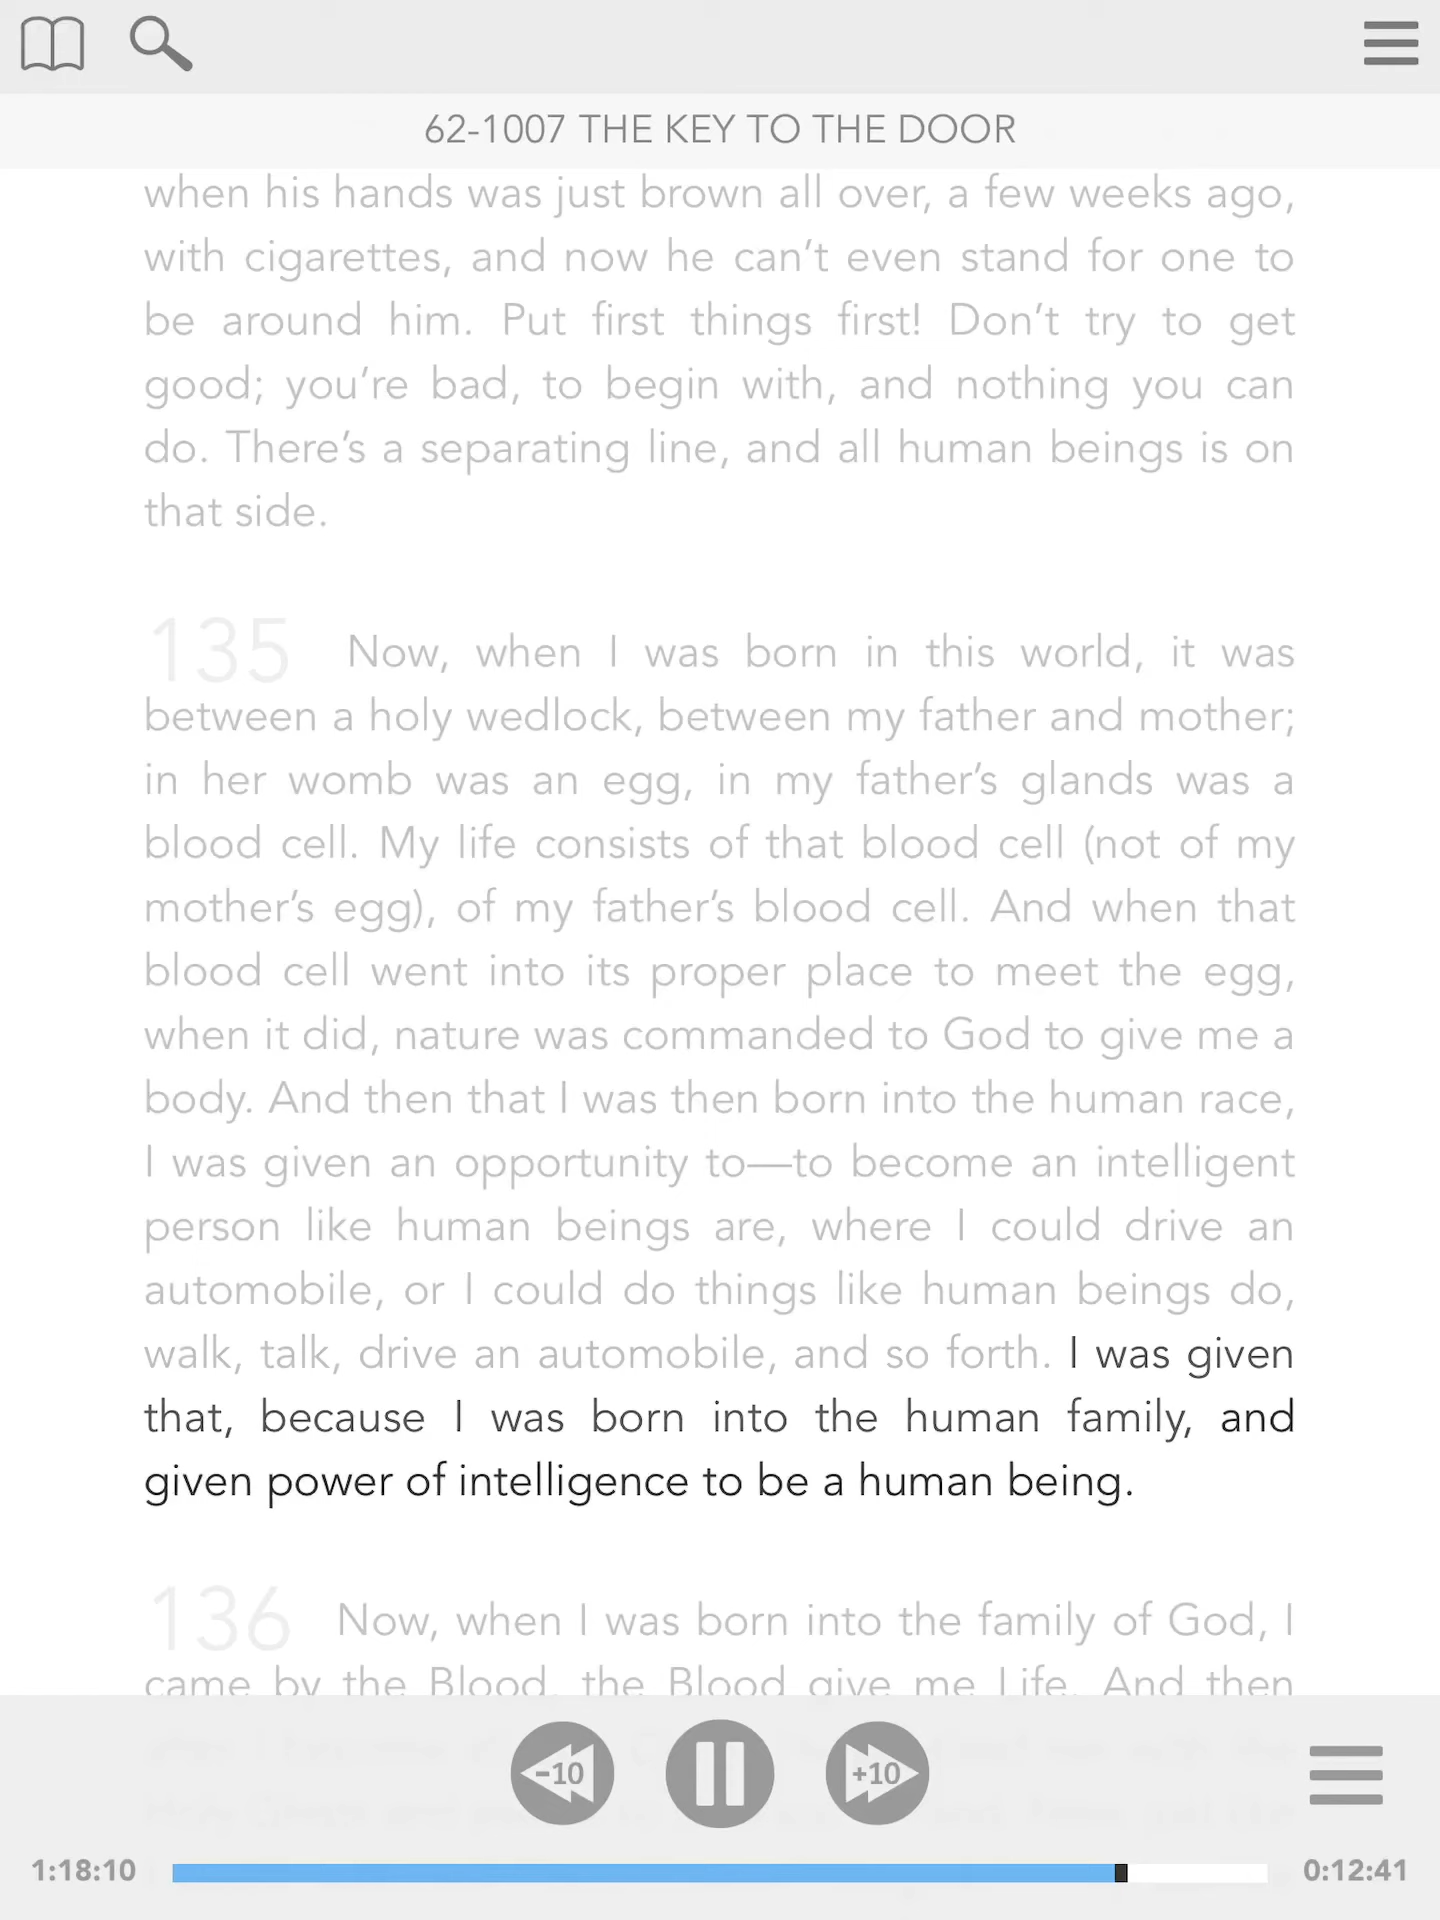 62-1007 THE KEY TO THE DOOR
when his hands was just brown all over, a few weeks ago,
with cigarettes, and now he can’t even stand for one to
be around him. Put first things first! Don’t try to get
good; you’re bad, to begin with, and nothing you can
do. There’s a separating line, and all human beings is on
that side.
135 Now, when I was born in this world, it was
between a holy wedlock, between my father and mother;
in her womb was an egg, in my father’s glands was a
blood cell. My life consists of that blood cell (not of my
mother’s egg), of my father’s blood cell. And when that
blood cell went into its proper place to meet the egg,
when it did, nature was commanded to God to give me a
body. And then that I was then born into the human race,
I was given an opportunity to—to become an intelligent
person like human beings are, where I could drive an
automobile, or I could do things like human beings do,
walk, talk, drive an automobile, and so forth. I was given
that, because I was born into the human family, and
given power of intelligence to be a human being.
136 Now, when I was born into the family of God, I
came by the Blood, the Blood give me Life. And then
-10 +10
1:18:10 0:12:41